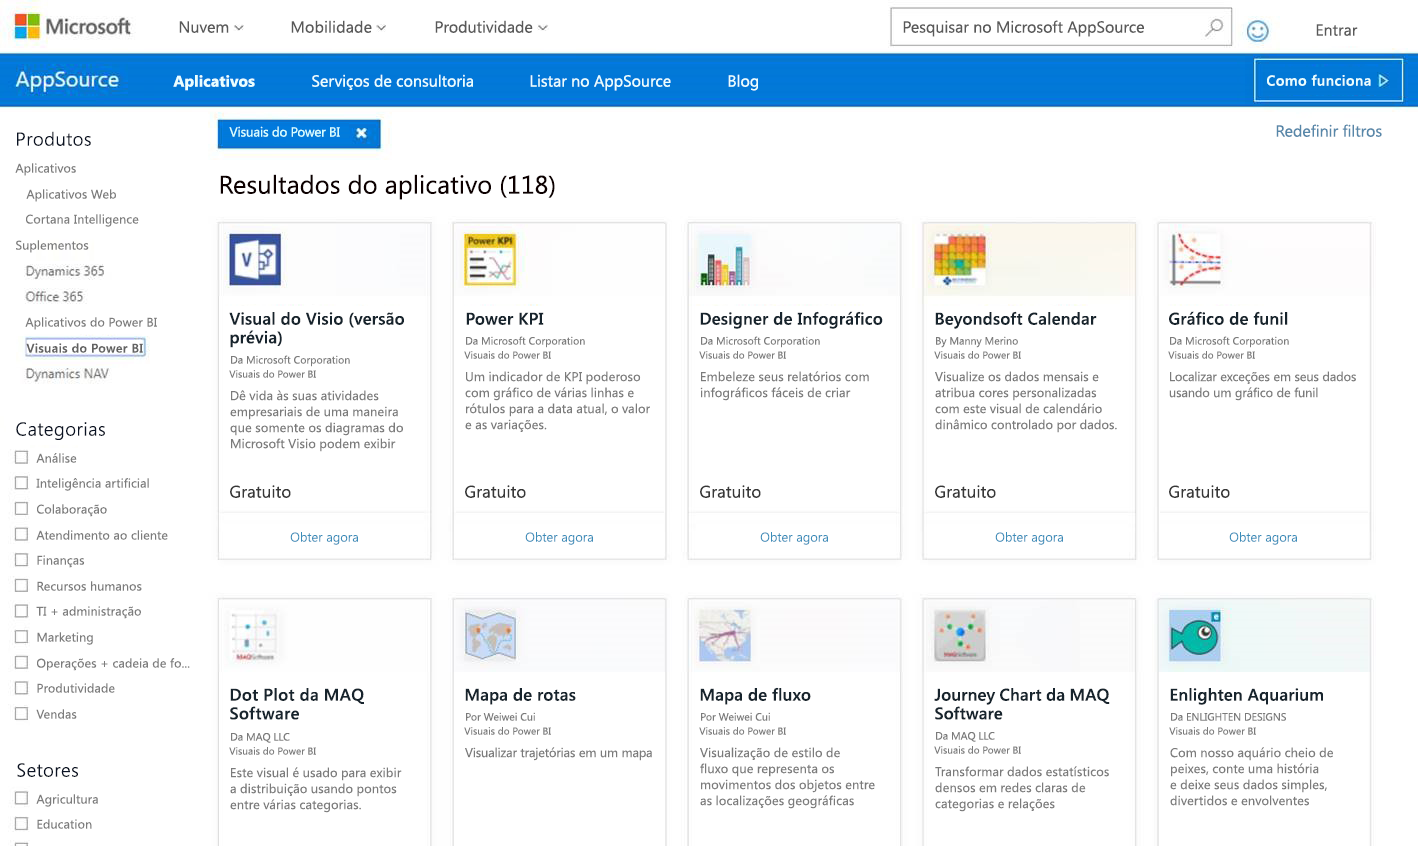 Microsoft
Nuvem
Mobilidade
Produtividade
Pesquisar no Microsoft AppSource
Entrar
AppSource
Aplicativos
Serviços de consultoria
Listar no AppSource
Blog
Como funciona
Produtos
Aplicativos
Aplicativos Web
Cortana Intelligence
Suplementos
Dynamics 365
Office 365
Aplicativos do Power BI
Visuais do Power BI
Dynamics NAV
Categorias
Análise
Inteligência artificial
Colaboração
Atendimento ao cliente
Finanças
Recursos humanos
TI + administração
Marketing
Operações + cadeia de fo...
Produtividade
Vendas
Setores
Agricultura
Education
Visuais do Power BI
Redefinir filtros
Resultados do aplicativo (118)
Visual do Visio (versão
prévia)
Da Microsoft Corporation
Visuais do Power BI
Dê vida às suas atividades
empresariais de uma maneira
que somente os diagramas do
Microsoft Visio podem exibir
Gratuito
Obter agora
Power KPI
Power KPI
Da Microsoft Corporation
Visuais do Power BI
Um indicador de KPI poderoso
com gráfico de várias linhas e
rótulos para a data atual, o valor
e as variações.
Gratuito
Obter agora
Designer de Infográfico
Da Microsoft Corporation
Visuais do Power BI
Embeleze seus relatórios com
infográficos fáceis de criar
Gratuito
Obter agora
Beyondsoft Calendar
By Manny Merino
Visuais do Power BI
Visualize os dados mensais e
atribua cores personalizadas
com este visual de calendário
dinâmico controlado por dados.
Gratuito
Obter agora
Gráfico de funil
Da Microsoft Corporation
Visuais do Power BI
Localizar exceções em seus dados
usando um gráfico de funil
Gratuito
Obter agora
MAQSoftware
Dot Plot da MAQ
Software
Da MAQ LLC
Visuais do Power BI
Este visual é usado para exibir
a distribuição usando pontos
entre várias categorias.
Mapa de rotas
Por Weiwei Cui
Visuais do Power BI
Visualizar trajetórias em um mapa
Mapa de fluxo
Por Weiwei Cui
Visuais do Power BI
Visualização de estilo de
fluxo que representa os
movimentos dos objetos entre
as localizações geográficas
MAQSoftware
Journey Chart da MAQ
Software
Da MAQ LLC
Visuais do Power BI
Transformar dados estatísticos
densos em redes claras de
categorias e relações
Enlighten Aquarium
Da ENLIGHTEN DESIGNS
Visuais do Power BI
Com nosso aquário cheio de
peixes, conte uma história
e deixe seus dados simples,
divertidos e envolventes